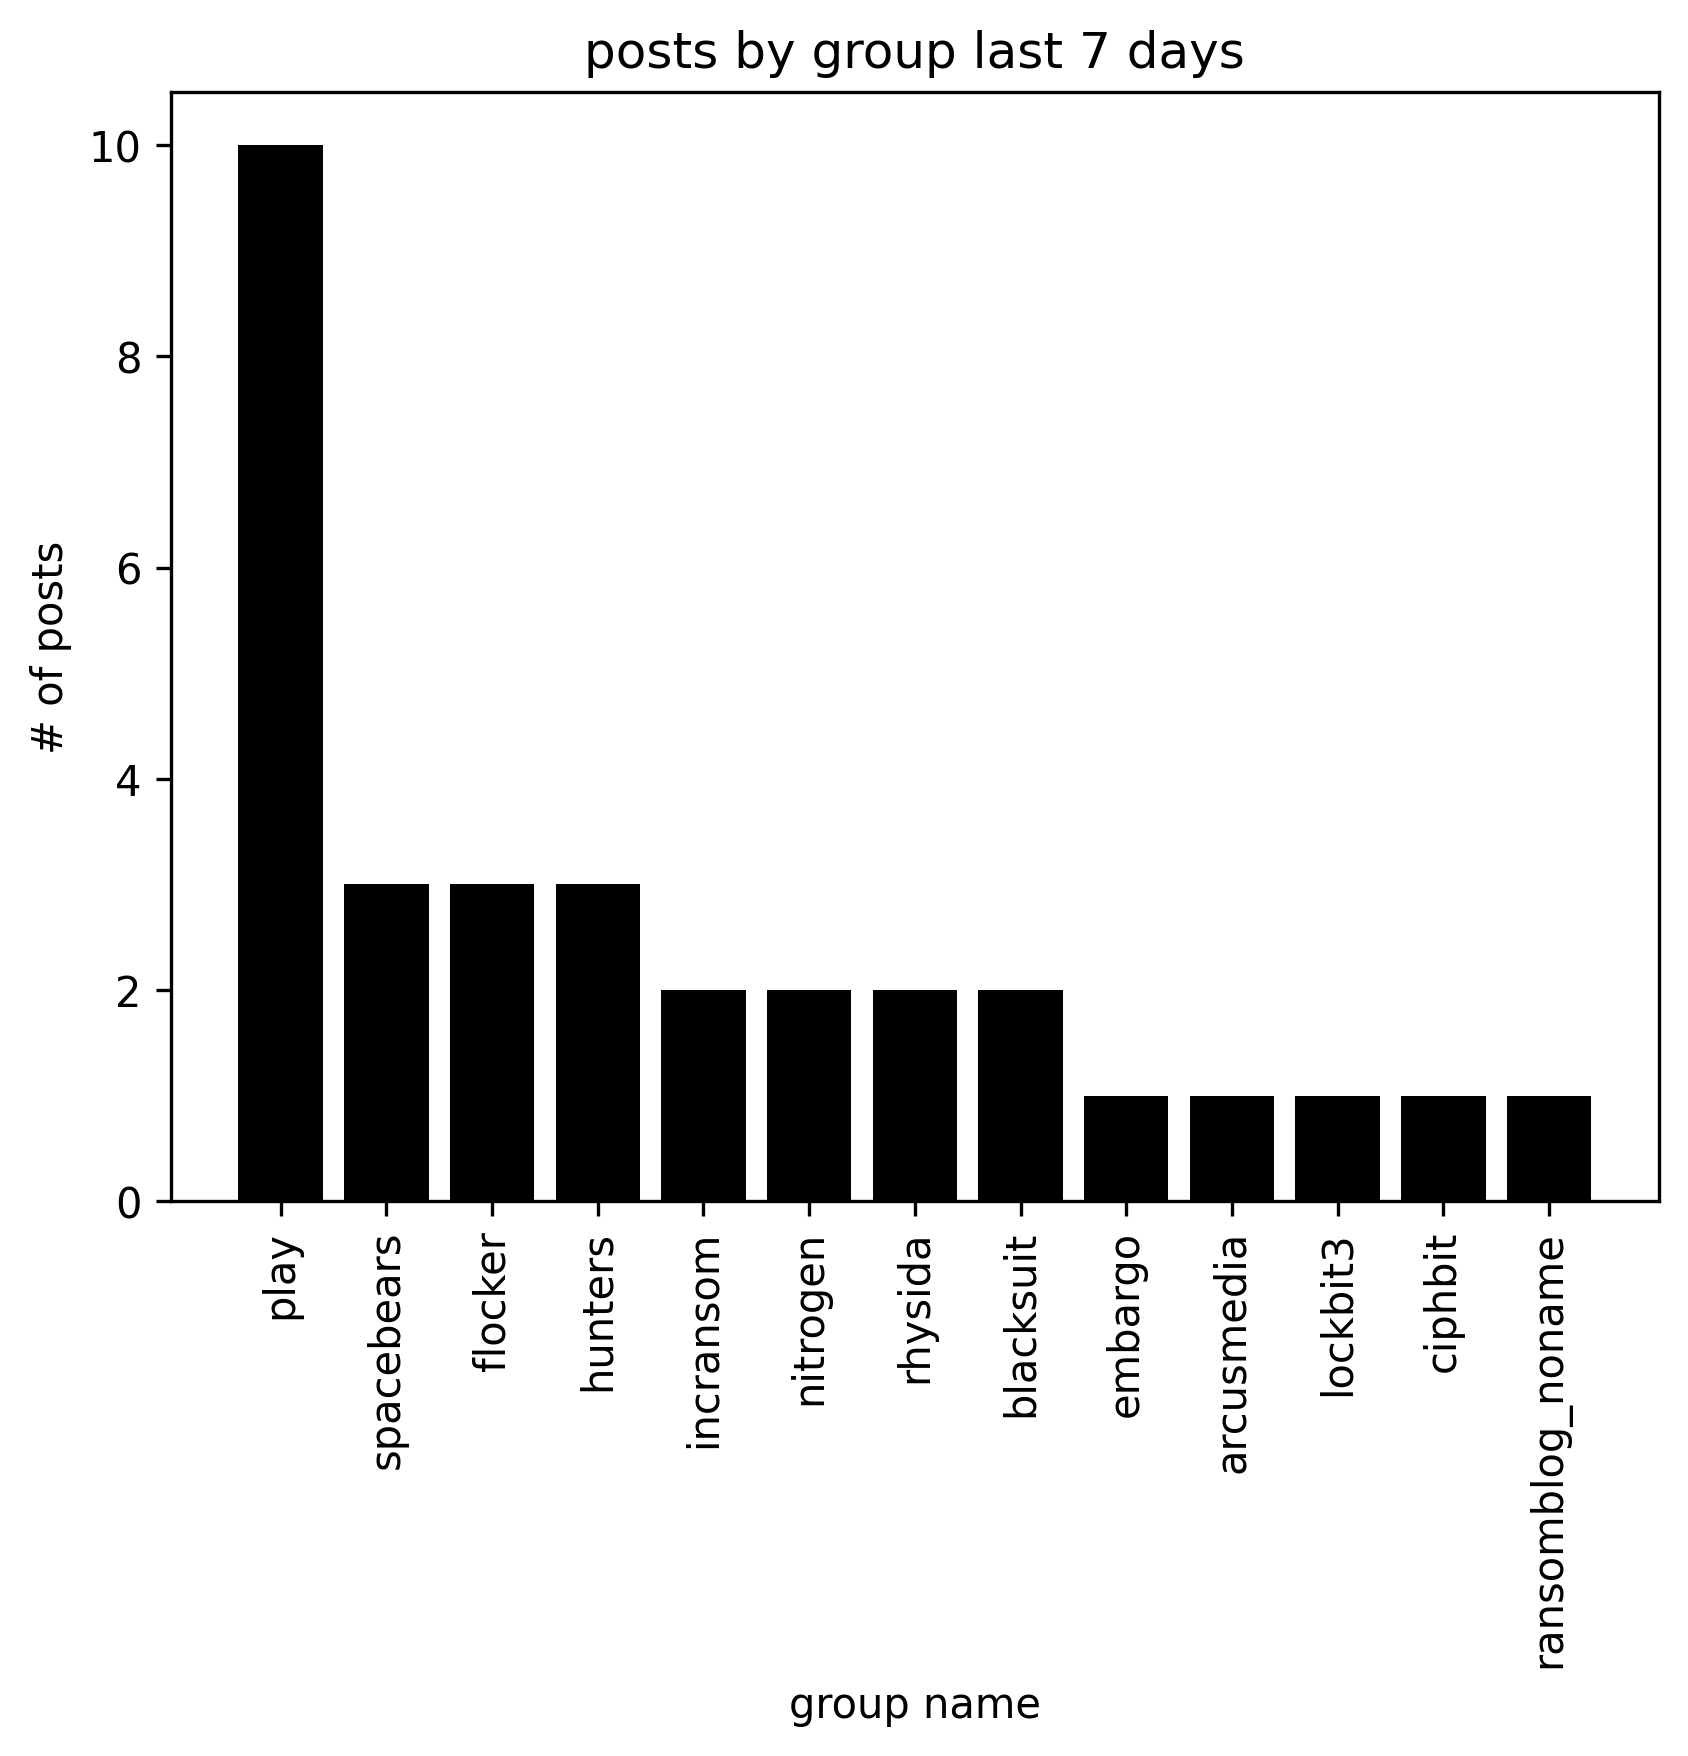 posts by group last 7 days
# of posts
10
8
6
4
2
0
play
spacebears
flocker
hunters
incransom
nitrogen
rhysida
blacksuit
embargo
arcusmedia
lockbit3
ciphbit
ransomblog_noname
group name